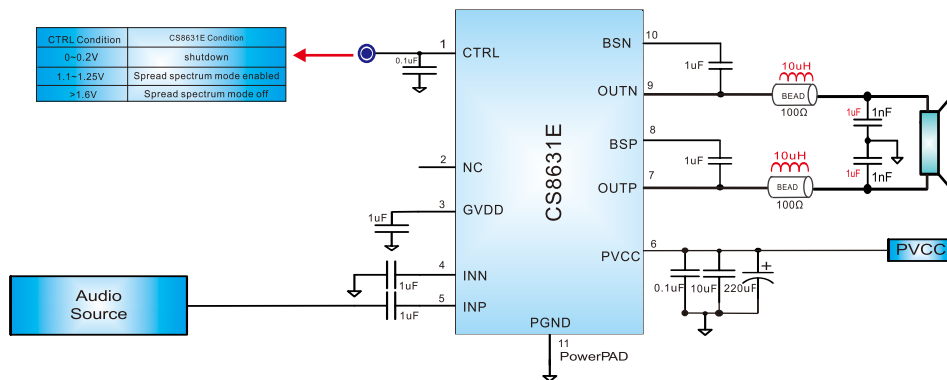 CTRL Condition CS8631E Condition
0~0.2V shutdown
1.1~1.25V Spread spectrum mode enabled
>1.6V Spread spectrum mode off
0.1uF
1 CTRL
2 NC
3 GVDD
1uF
4 INN
1uF
5 INP
1uF
Audio
Source
CS8631E
BSN 10
1uF
OUTN 9
BSP 8
1uF
OUTP 7
PVCC 6
PGND
11
PowerPAD
10uH
BEAD
100Ω
10uH
BEAD
100Ω
1uF 1nF
1uF 1nF
0.1uF 10uF 220uF +
PVCC